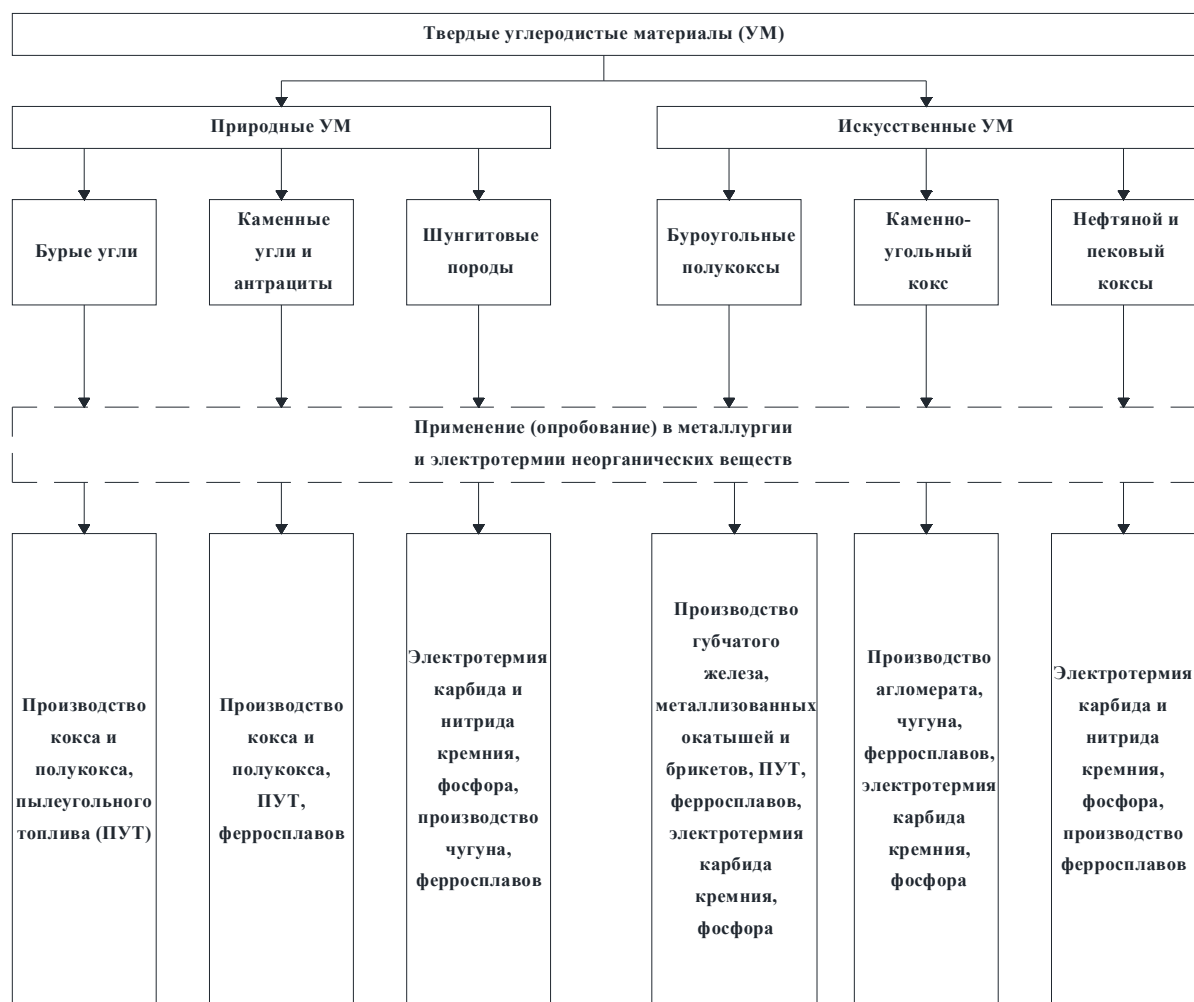 Твердые углеродистые материалы (УМ)
Природные УМ
Искусственные УМ
Бурые угли
Каменные
угли и
антрациты
Шунгитовые
породы
Буроугольные
полукоксы
Каменно-
угольный
кокс
Нефтяной и
пековый
коксы
Применение (опробование) в металлургии
и электротермии неорганических веществ
Производство
кокса и
полукокса,
пылеугольного
топлива (ПУТ)
Производство
кокса и
полукокса,
ПУТ,
ферросплавов
Электротермия
карбида и
нитрида
кремния,
фосфора,
производство
чугуна,
ферросплавов
Производство
губчатого
железа,
металлизованных
окатышей и
брикетов, ПУТ,
ферросплавов,
электротермия
карбида
кремния,
фосфора
Производство
агломерата,
чугуна,
ферросплавов,
электротермия
карбида
кремния,
фосфора
Электротермия
карбида и
нитрида
кремния,
фосфора,
производство
ферросплавов